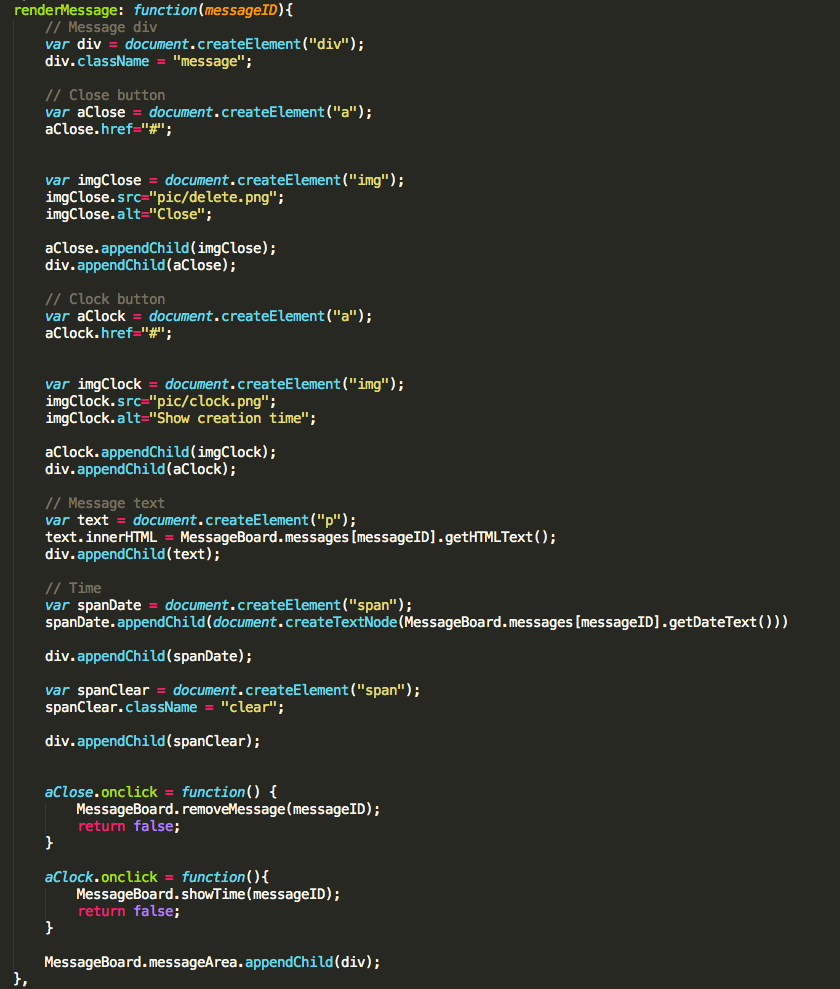 renderMessage: function(messageID){
// Message div
var div = document.createElement("div");
div.className = "message";
// Close button
var aClose = document.createElement("a");
aClose.href="#";
var imgClose = document.createElement("img");
imgClose.src="pic/delete.png";
imgClose.alt="Close";
aClose.appendChild(imgClose);
div.appendChild(aClose);
// Clock button
var aClock = document.createElement("a");
aClock.href="#";
var imgClock = document.createElement("img");
imgClock.src="pic/clock.png";
imgClock.alt="Show creation time";
aClock.appendChild(imgClock);
div.appendChild(aClock);
// Message text
var text = document.createElement("p");
text.innerHTML = MessageBoard.messages[messageID].getHTMLText();
div.appendChild(text);
// Time
var spanDate = document.createElement("span");
spanDate.appendChild(document.createTextNode(MessageBoard.messages[messageID].getDateText()))
div.appendChild(spanDate);
var spanClear = document.createElement("span");
spanClear.className = "clear";
div.appendChild(spanClear);
aClose.onclick = function() {
MessageBoard.removeMessage(messageID);
return false;
}
aClock.onclick = function(){
MessageBoard.showTime(messageID);
return false;
}
MessageBoard.messageArea.appendChild(div);
},